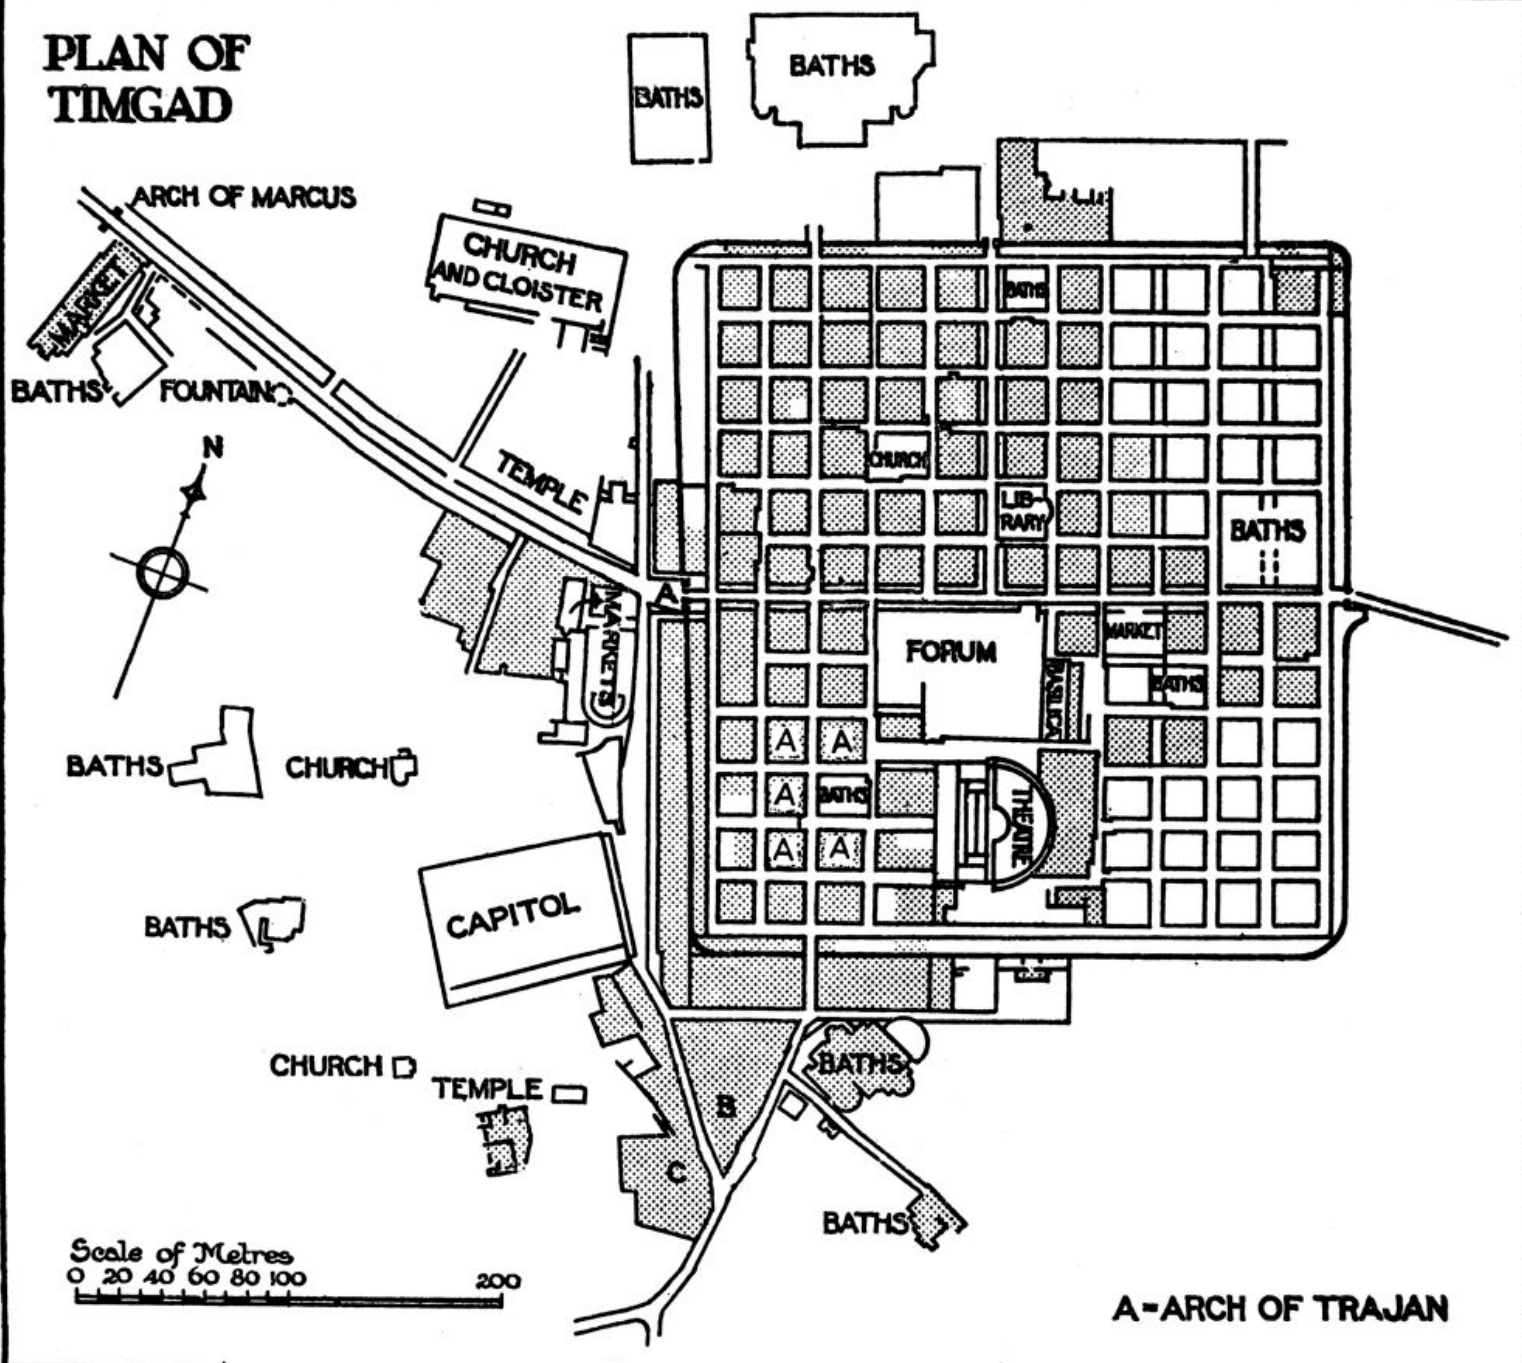 PLAN OF
TIMGAD
BATHS
BATHS
ARCH OF MARCUS
CHURCH
AND CLOISTER
MARKET
BATHS
FOUNTAIN
N
TEMPLE
BATHS
CHURCH
LIB-
RARY
BATHS
A
MARKETS
FORUM
MARKET
BASILICA
BATHS
A A
A BATHS
THEATRE
A A
BATHS
CHURCH
CAPITOL
BATHS
CHURCH
TEMPLE
BATHS
B
C
BATHS
Scale of Metres
0 20 40 60 80 100 200
A-ARCH OF TRAJAN